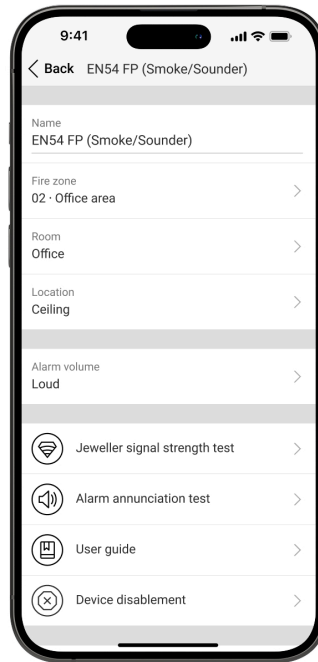 9:41
Back EN54 FP (Smoke/Sounder)
Name
EN54 FP (Smoke/Sounder)
Fire zone
02 · Office area
Room
Office
Location
Ceiling
Alarm volume
Loud
Jeweller signal strength test
Alarm annunciation test
User guide
Device disablement